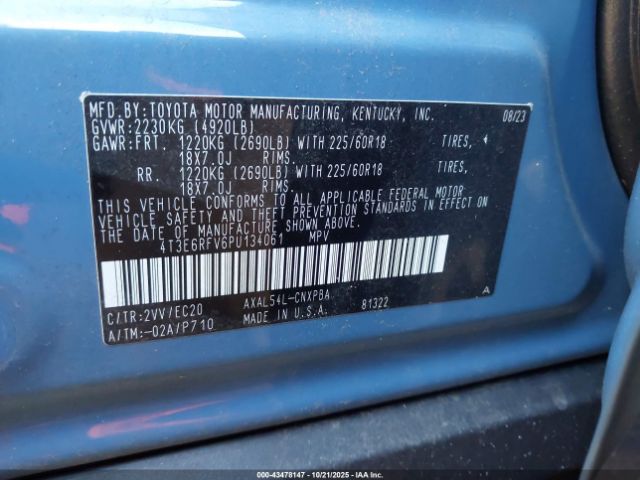 MFD.BY:TOYOTA MOTOR MANUFACTURING, KENTUCKY, INC. 08/23
GVWR:2230KG (4920LB)
GAWR:FRT. 1220KG (2690LB) WITH 225/60R18 TIRES,
18X7.0J RIMS.
RR. 1220KG (2690LB) WITH 225/60R18 TIRES,
18X7.0J RIMS.
THIS VEHICLE CONFORMS TO ALL APPLICABLE FEDERAL MOTOR
VEHICLE SAFETY AND THEFT PREVENTION STANDARDS IN EFFECT
ON THE DATE OF MANUFACTURE SHOWN ABOVE.
4T3E6RFV6PU134061 MPV
C/TR:2VV/EC20 AXAL54L-CNXPBA A
A/TM:-02A/P710 MADE IN U.S.A. 81322
00-43478147 - 10/21/2025 - IAA Inc.